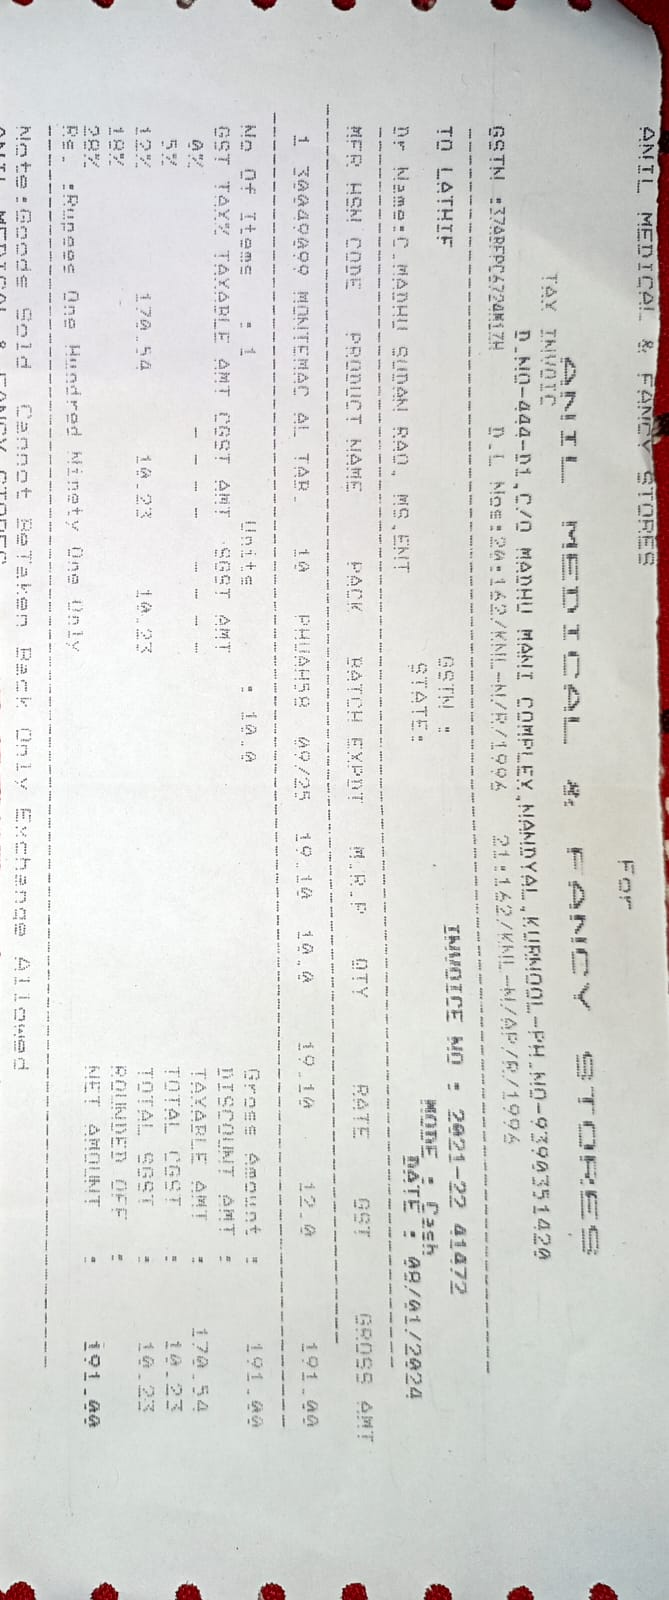 ANIL MEDICAL & FANCY STORES
For
ANIL MEDICAL & FANCY STORES
TAX INVOIC
D.NO-444-D1,C/O MADHU MANI COMPLEX,NANDYAL,KURNOOL-PH.NO-9390351420
GSTN :37ABFPC6724M17H D.L Nos:20:162/KNL-N/R/1996 21:162/KNL-N/AP/R/1996
TO LATHIF GSTN : INVOICE NO : 2021-22 41472
STATE: MODE : Cash
Dr Name:C.MADHU SUDAN RAO, MS,ENT DATE : 08/01/2024
MFR HSN CODE PRODUCT NAME PACK BATCH EXPDT M.R.P QTY RATE GST GROSS AMT
1 30049099 MONTEMAC AL TAB. 10 PHUAH58 09/25 19.10 10.0 19.10 12.0 191.00
No Of Items : 1 Units : 10.0 Gross Amount : 191.00
GST TAX% TAXABLE AMT CGST AMT SGST AMT DISCOUNT AMT :
0% - - - - - - - - TAXABLE AMT : 170.54
5% TOTAL CGST : 10.23
12% 170.54 10.23 10.23 TOTAL SGST : 10.23
18% ROUNDED OFF :
28% NET AMOUNT : 191.00
Rs. :Rupees One Hundred Ninety One Only
Note:Goods Sold Cannot BeTaken Back Only Exchange Allowed
ANIL MEDICAL & FANCY STORES